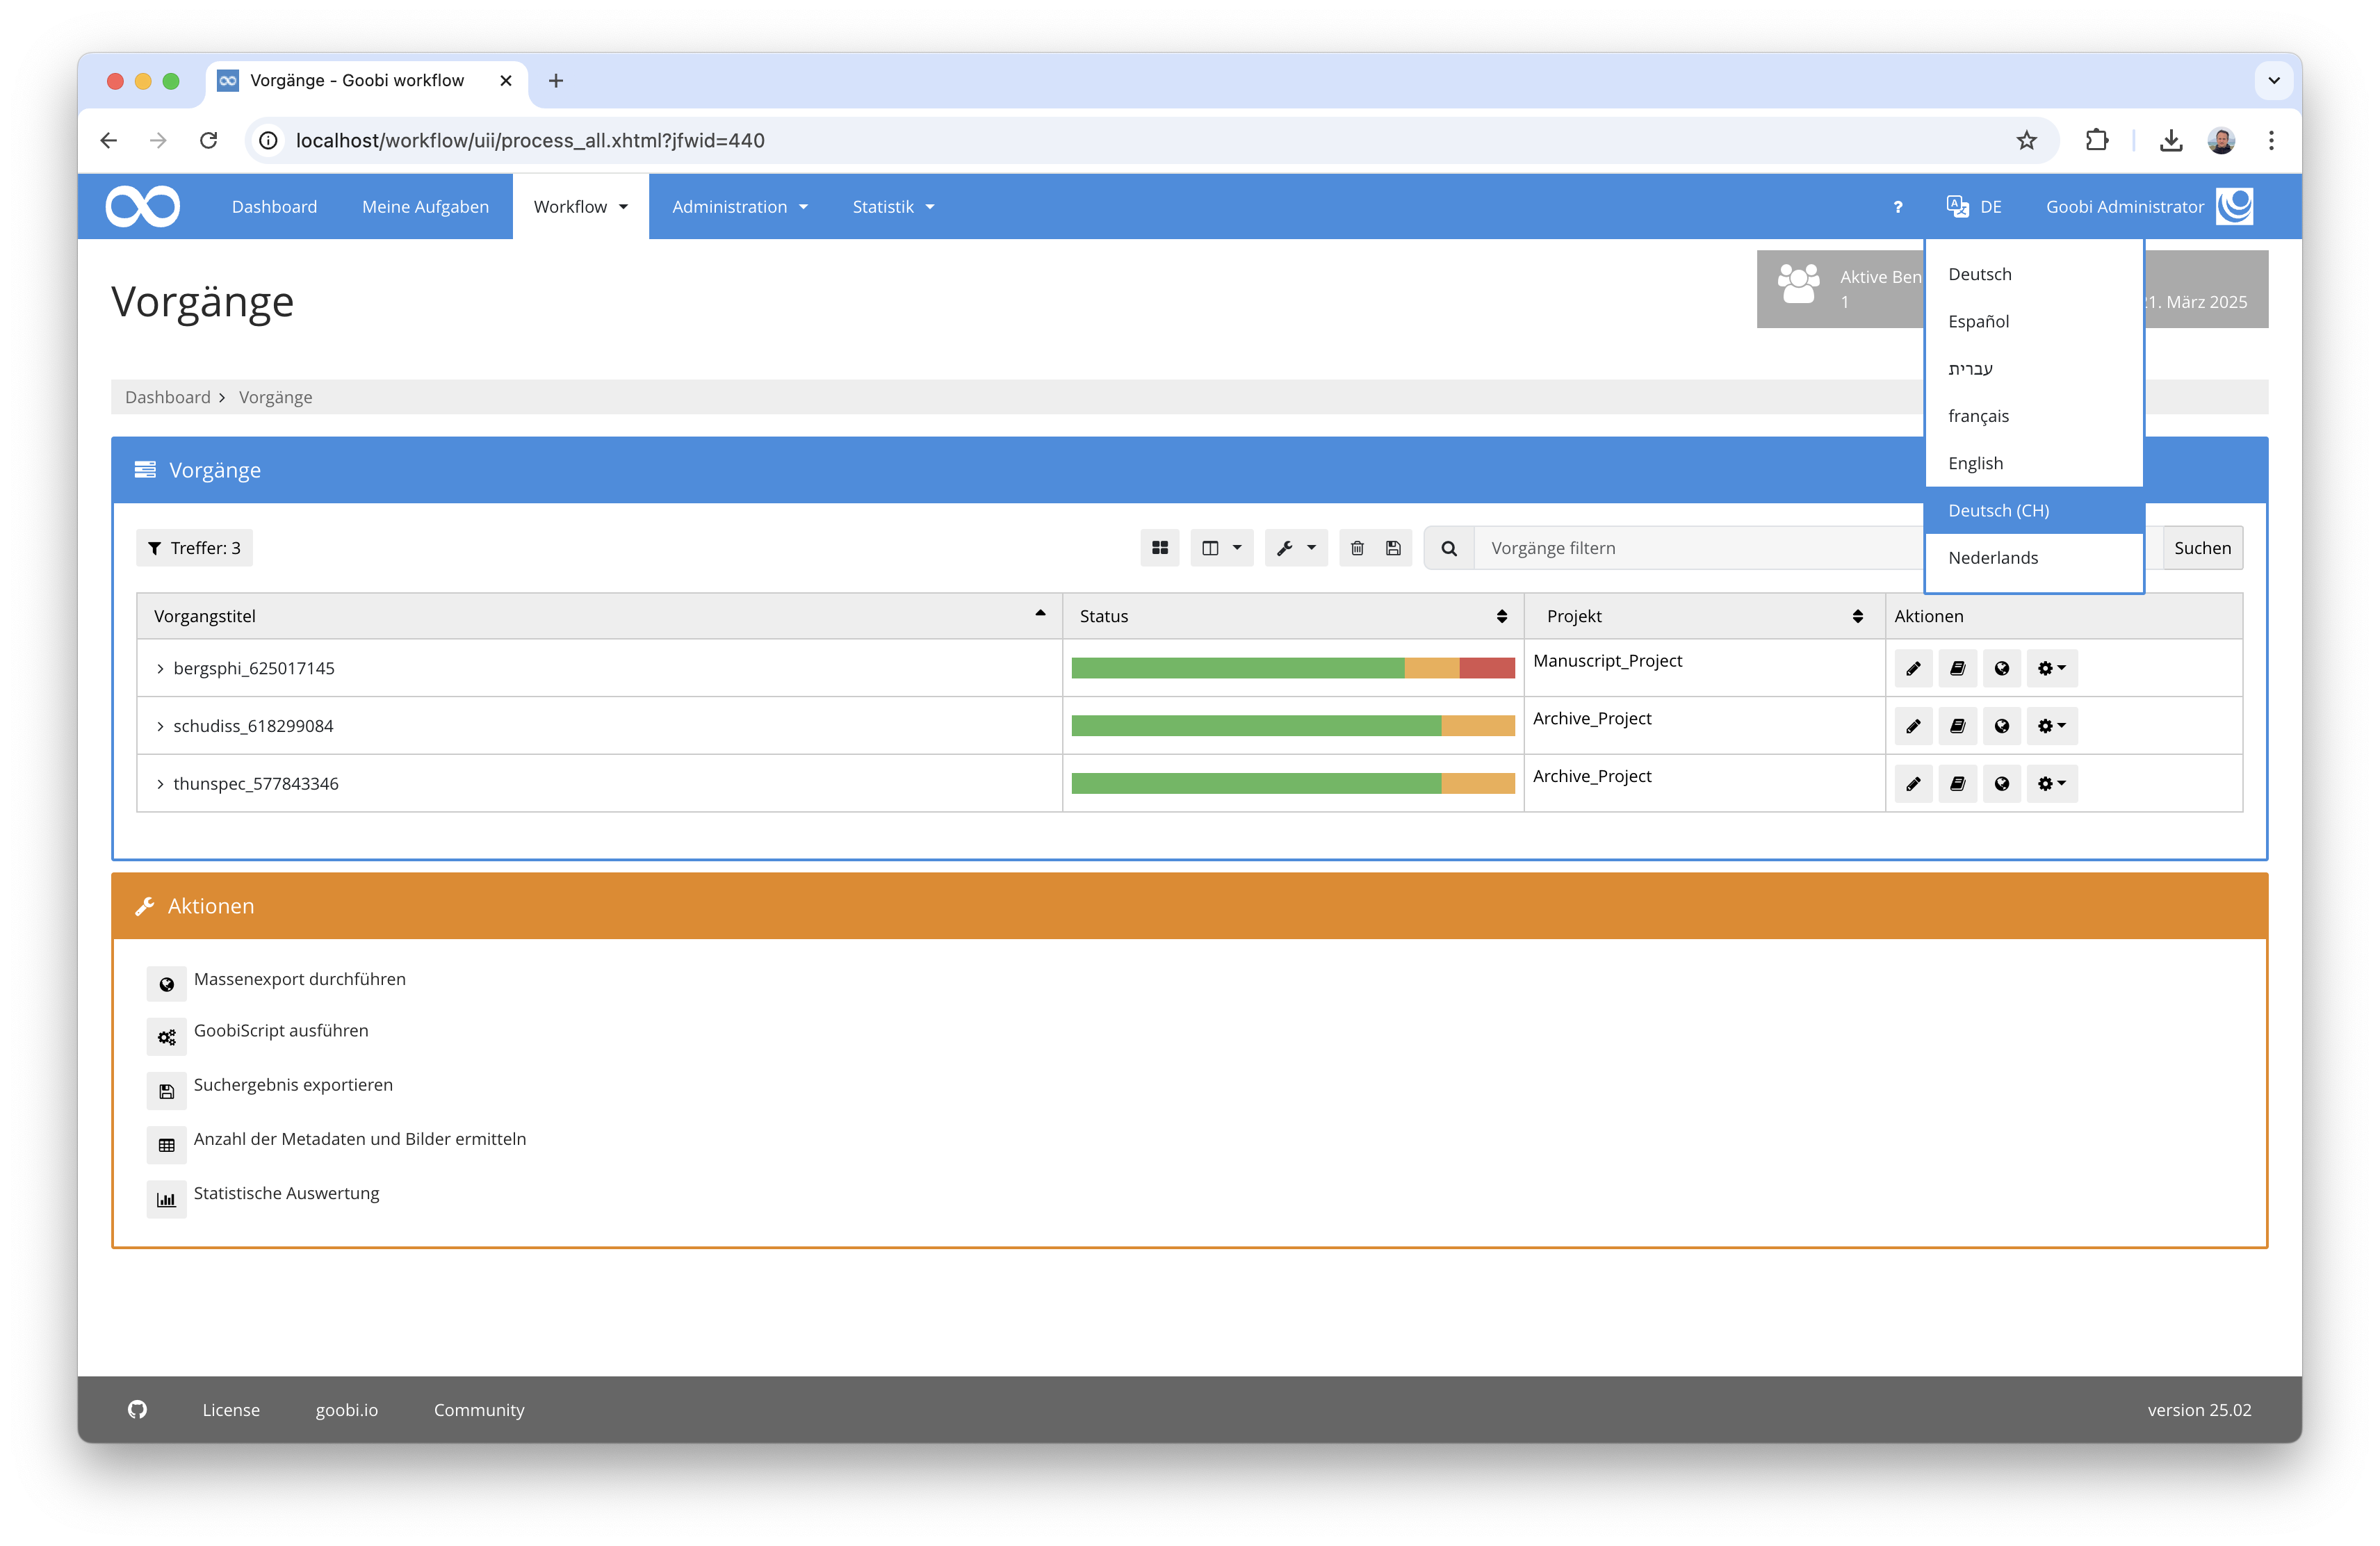 Vorgänge - Goobi workflow
localhost/workflow/uii/process_all.xhtml?jfwid=440
Dashboard Meine Aufgaben Workflow Administration Statistik ? DE Goobi Administrator
Vorgänge
Aktive Ben
1
21. März 2025
Deutsch
Español
עברית
français
English
Deutsch (CH)
Nederlands
Dashboard > Vorgänge
Vorgänge
Treffer: 3 Vorgänge filtern Suchen
Vorgangstitel Status Projekt Aktionen
bergsphi_625017145 Manuscript_Project
schudiss_618299084 Archive_Project
thunspec_577843346 Archive_Project
Aktionen
Massenexport durchführen
GoobiScript ausführen
Suchergebnis exportieren
Anzahl der Metadaten und Bilder ermitteln
Statistische Auswertung
License goobi.io Community version 25.02